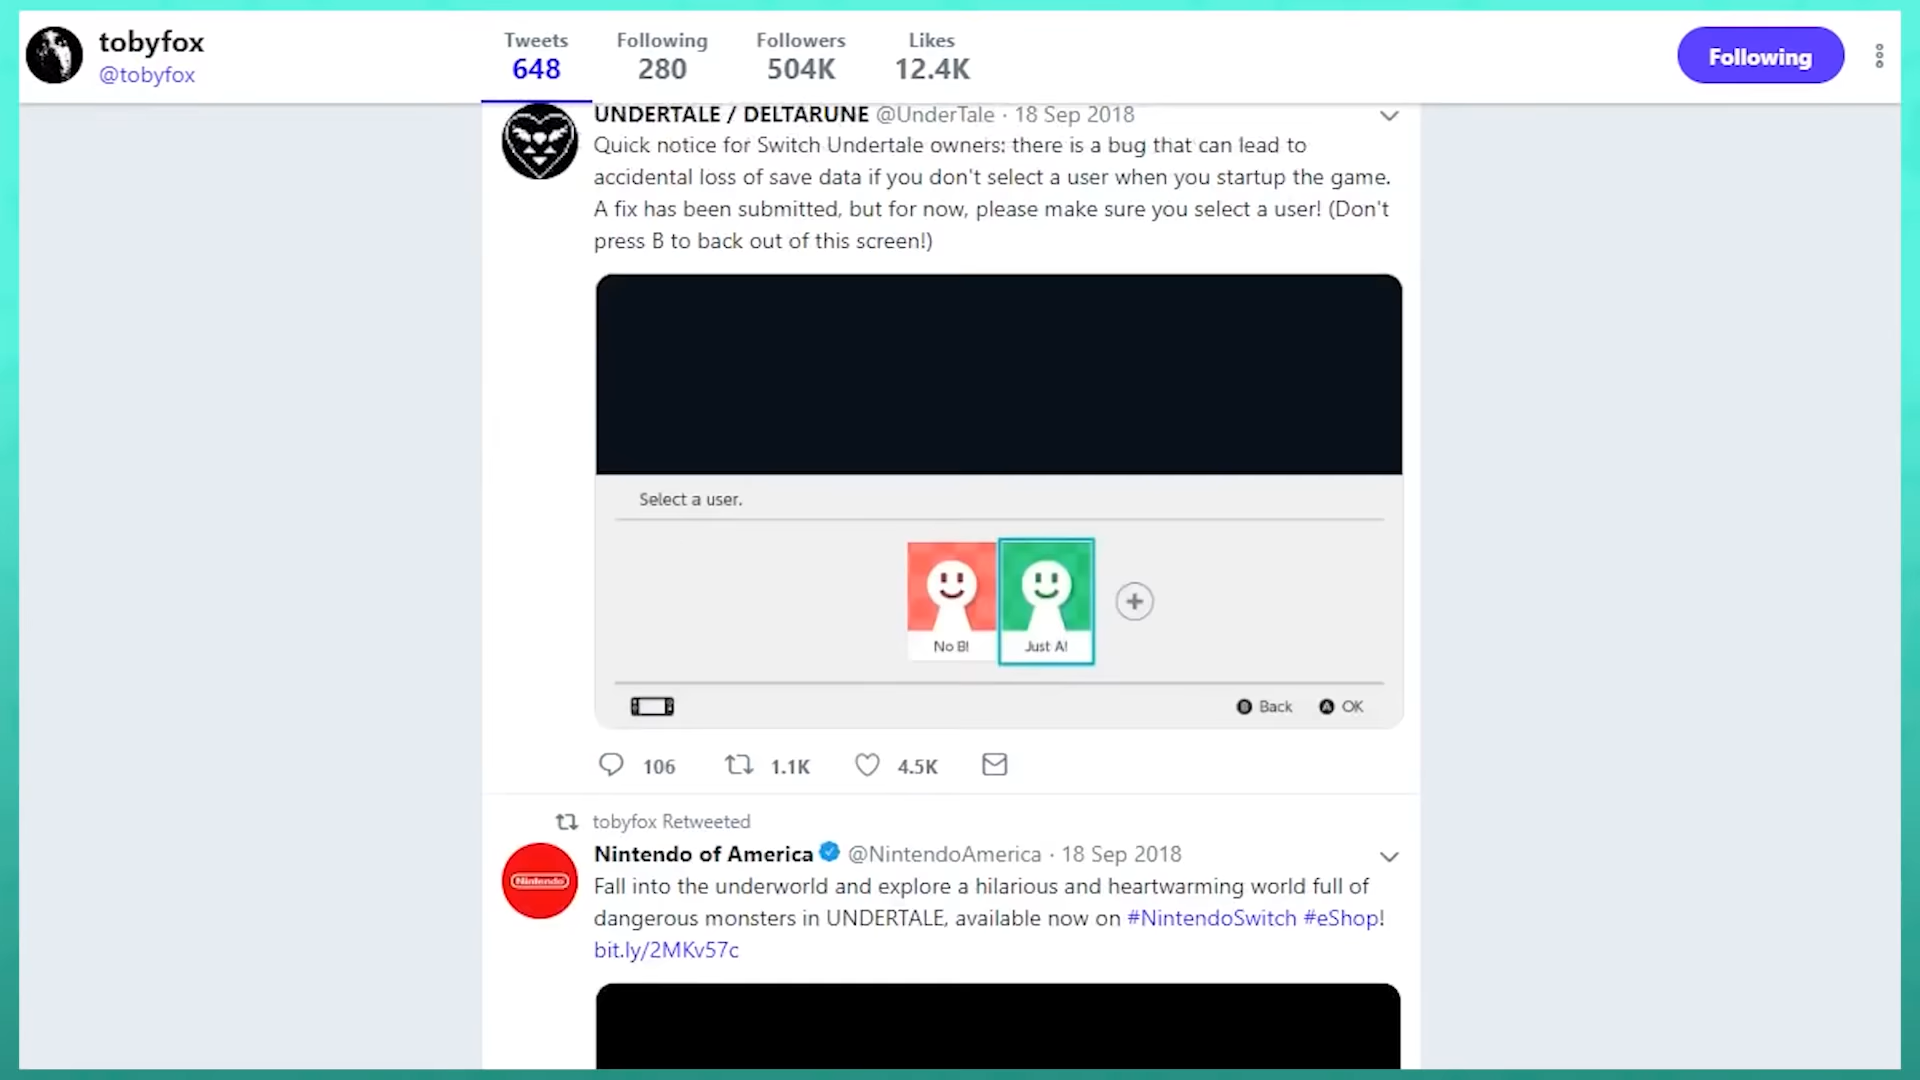 tobyfox
@tobyfox
Tweets
648
Following
280
Followers
504K
Likes
12.4K
Following
UNDERTALE / DELTARUNE @UnderTale · 18 Sep 2018
Quick notice for Switch Undertale owners: there is a bug that can lead to
accidental loss of save data if you don't select a user when you startup the game.
A fix has been submitted, but for now, please make sure you select a user! (Don't
press B to back out of this screen!)
Select a user.
No B!
Just A!
B Back
A OK
106
1.1K
4.5K
tobyfox Retweeted
Nintendo of America @NintendoAmerica · 18 Sep 2018
Nintendo
Fall into the underworld and explore a hilarious and heartwarming world full of
dangerous monsters in UNDERTALE, available now on #NintendoSwitch #eShop!
bit.ly/2MKv57c